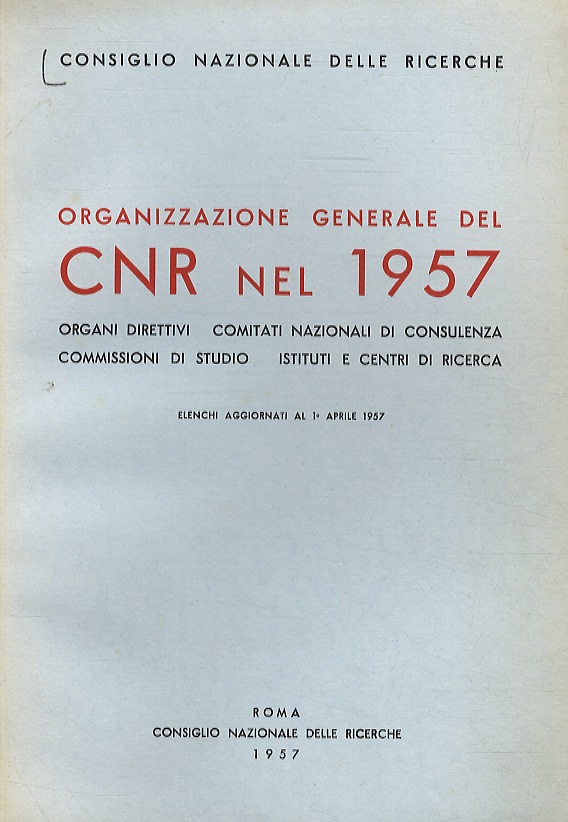 CONSIGLIO NAZIONALE DELLE RICERCHE
ORGANIZZAZIONE GENERALE DEL
CNR NEL 1957
ORGANI DIRETTIVI COMITATI NAZIONALI DI CONSULENZA
COMMISSIONI DI STUDIO ISTITUTI E CENTRI DI RICERCA
ELENCHI AGGIORNATI AL 1º APRILE 1957
ROMA
CONSIGLIO NAZIONALE DELLE RICERCHE
1957